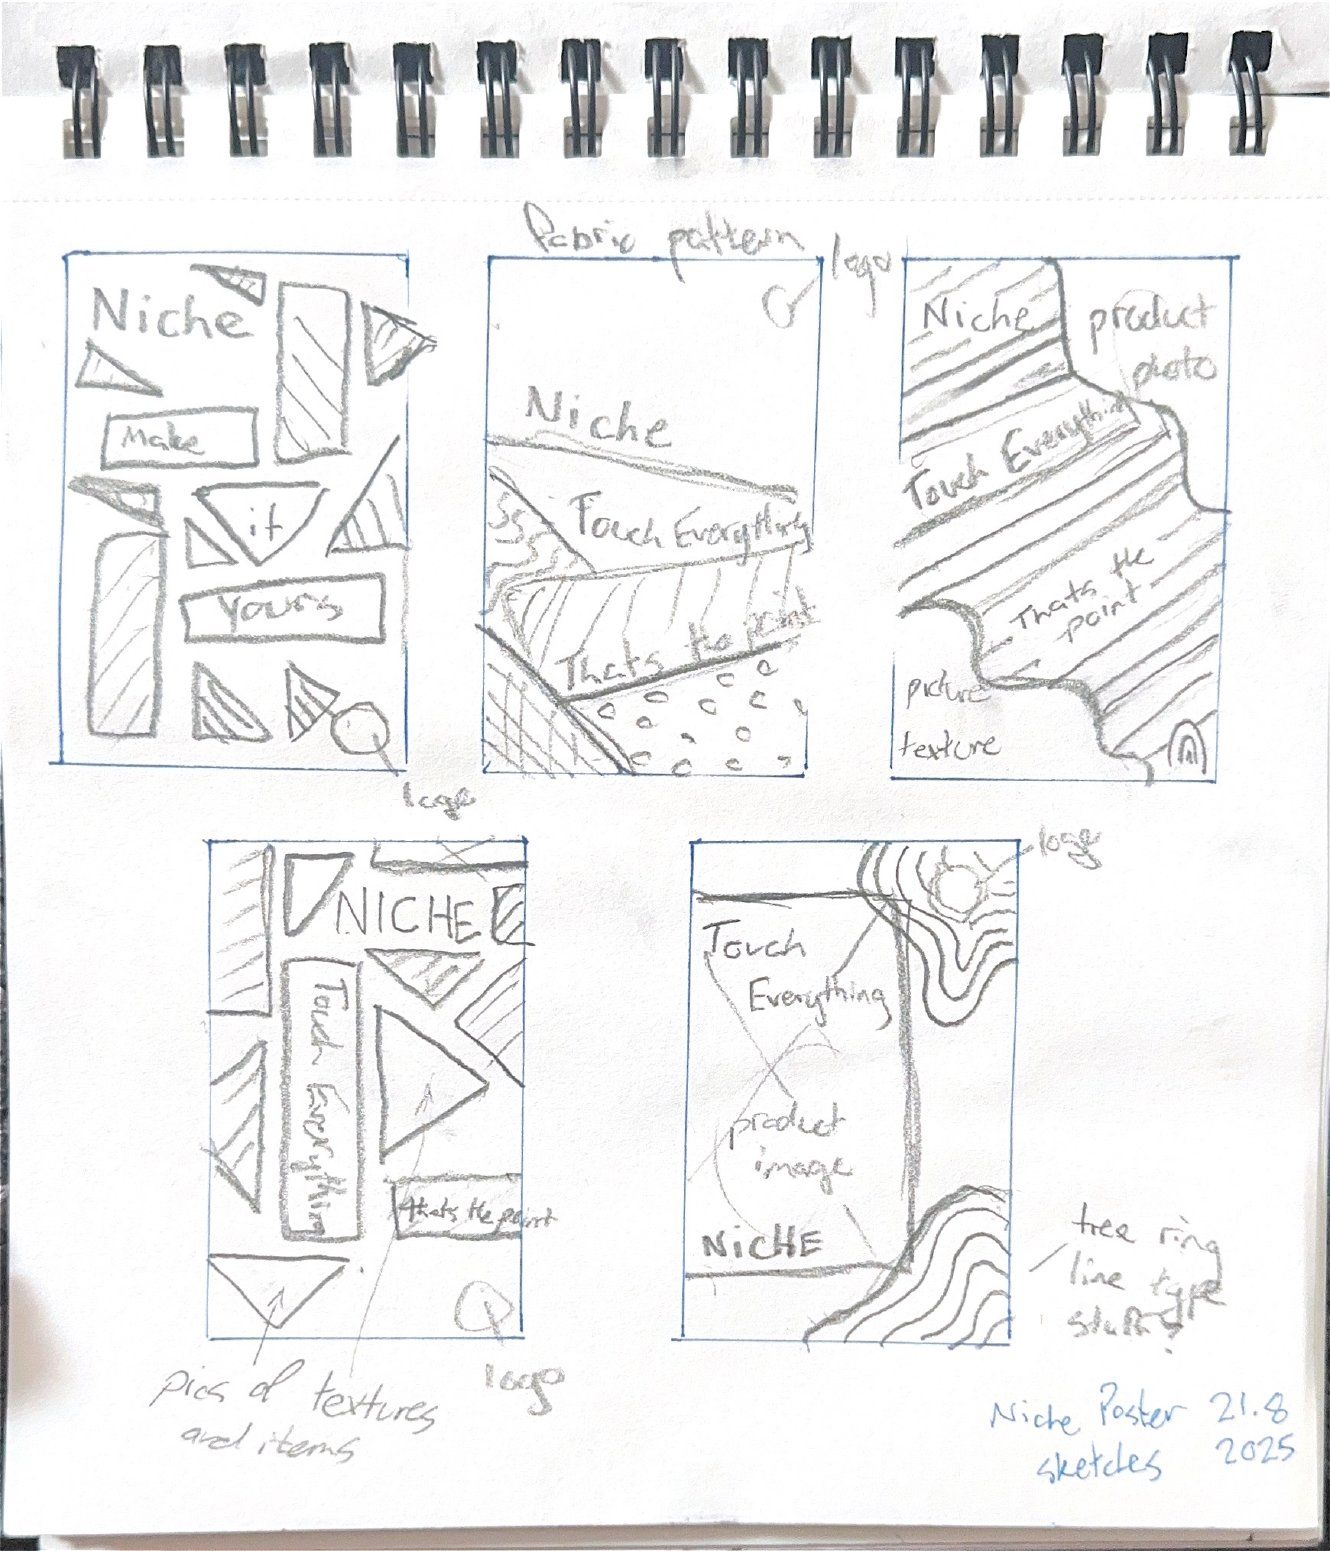 Fabric pattern
Niche
Make
it
Yours
logo
logo
Niche
Touch Everything
Thats the point
Niche
product
photo
Touch Everything
Thats the
point
picture
texture
NICHE
Touch Everything
thats the point
logo
pics of textures
and items
logo
Touch
Everything
product
image
NICHE
tree ring
line type
stuff?
Niche Poster 21.8
sketches 2025